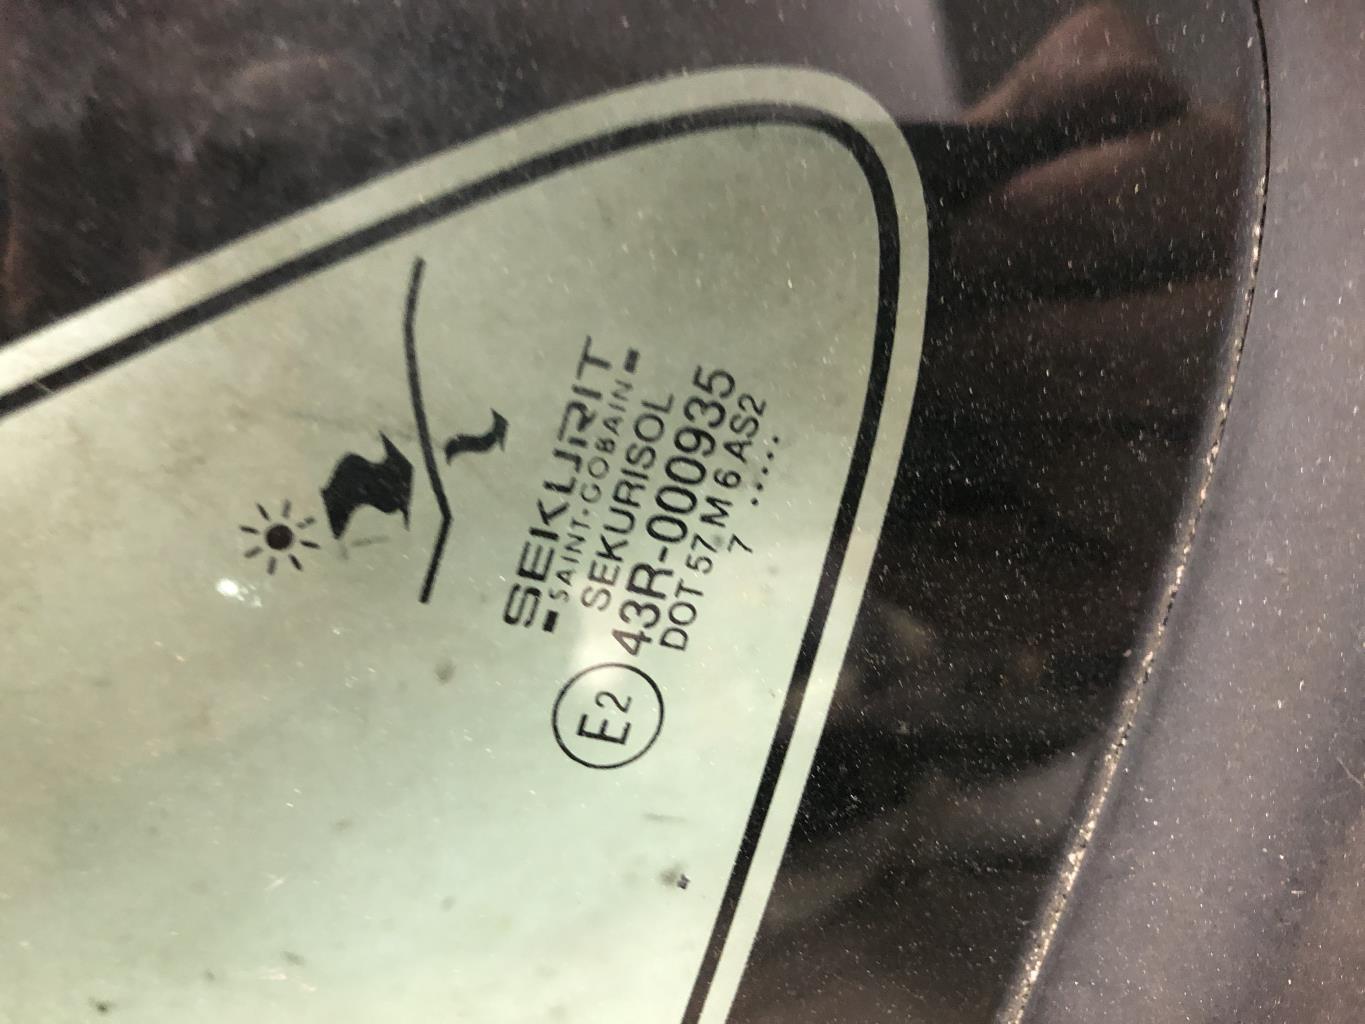 SEKURIT
SAINT-GOBAIN
SEKURISOL
E2 43R-000935
DOT 57 M 6 AS2
7 .....